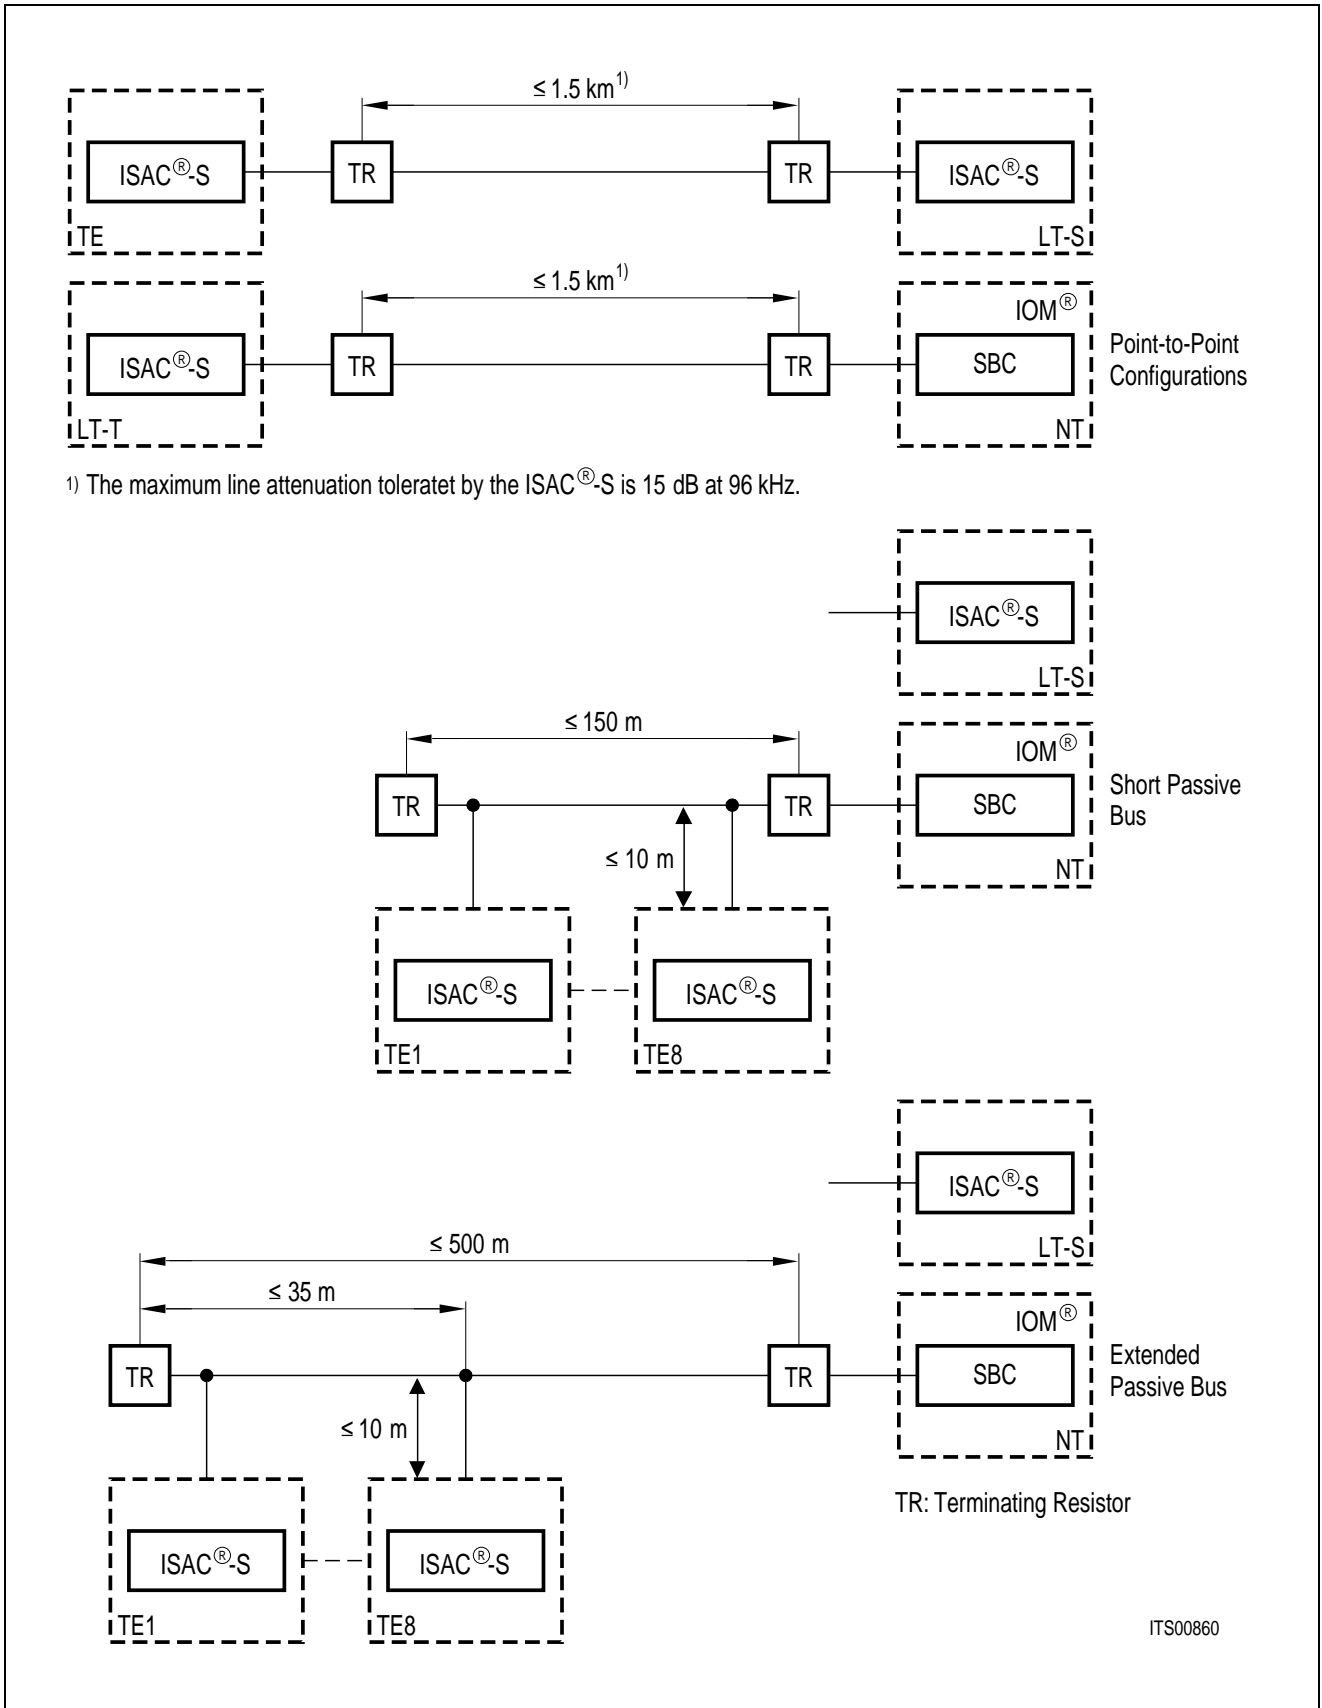 ≤ 1.5 km1)
ISAC®-S
TR
TR
ISAC®-S
TE
LT-S
≤ 1.5 km1)
IOM®
ISAC®-S
TR
TR
SBC
Point-to-Point
Configurations
LT-T
NT
1) The maximum line attenuation toleratet by the ISAC®-S is 15 dB at 96 kHz.
ISAC®-S
LT-S
≤ 150 m
IOM®
TR
TR
SBC
Short Passive
Bus
≤ 10 m
NT
ISAC®-S
ISAC®-S
TE1
TE8
ISAC®-S
LT-S
≤ 500 m
≤ 35 m
IOM®
TR
TR
SBC
Extended
Passive Bus
≤ 10 m
NT
TR: Terminating Resistor
ISAC®-S
ISAC®-S
TE1
TE8
ITS00860